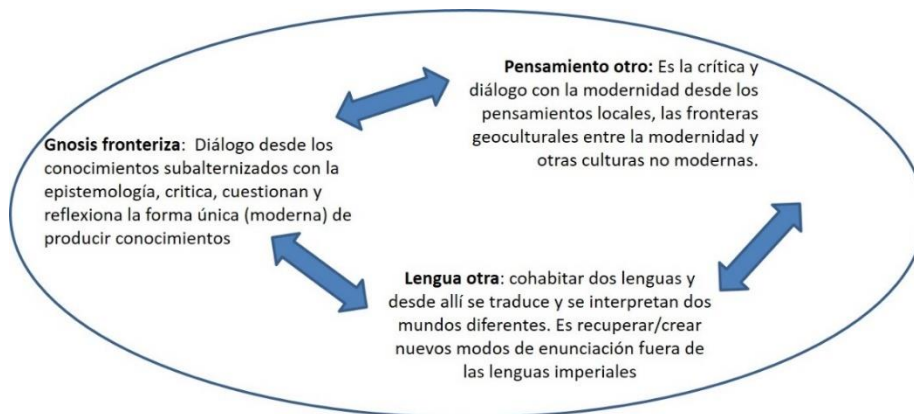 Pensamiento otro: Es la crítica y
diálogo con la modernidad desde los
pensamientos locales, las fronteras
geoculturales entre la modernidad y
otras culturas no modernas.
Gnosis fronteriza: Diálogo desde los
conocimientos subalternizados con la
epistemología, critica, cuestionan y
reflexiona la forma única (moderna) de
producir conocimientos
Lengua otra: cohabitar dos lenguas y
desde allí se traduce y se interpretan dos
mundos diferentes. Es recuperar/crear
nuevos modos de enunciación fuera de
las lenguas imperiales